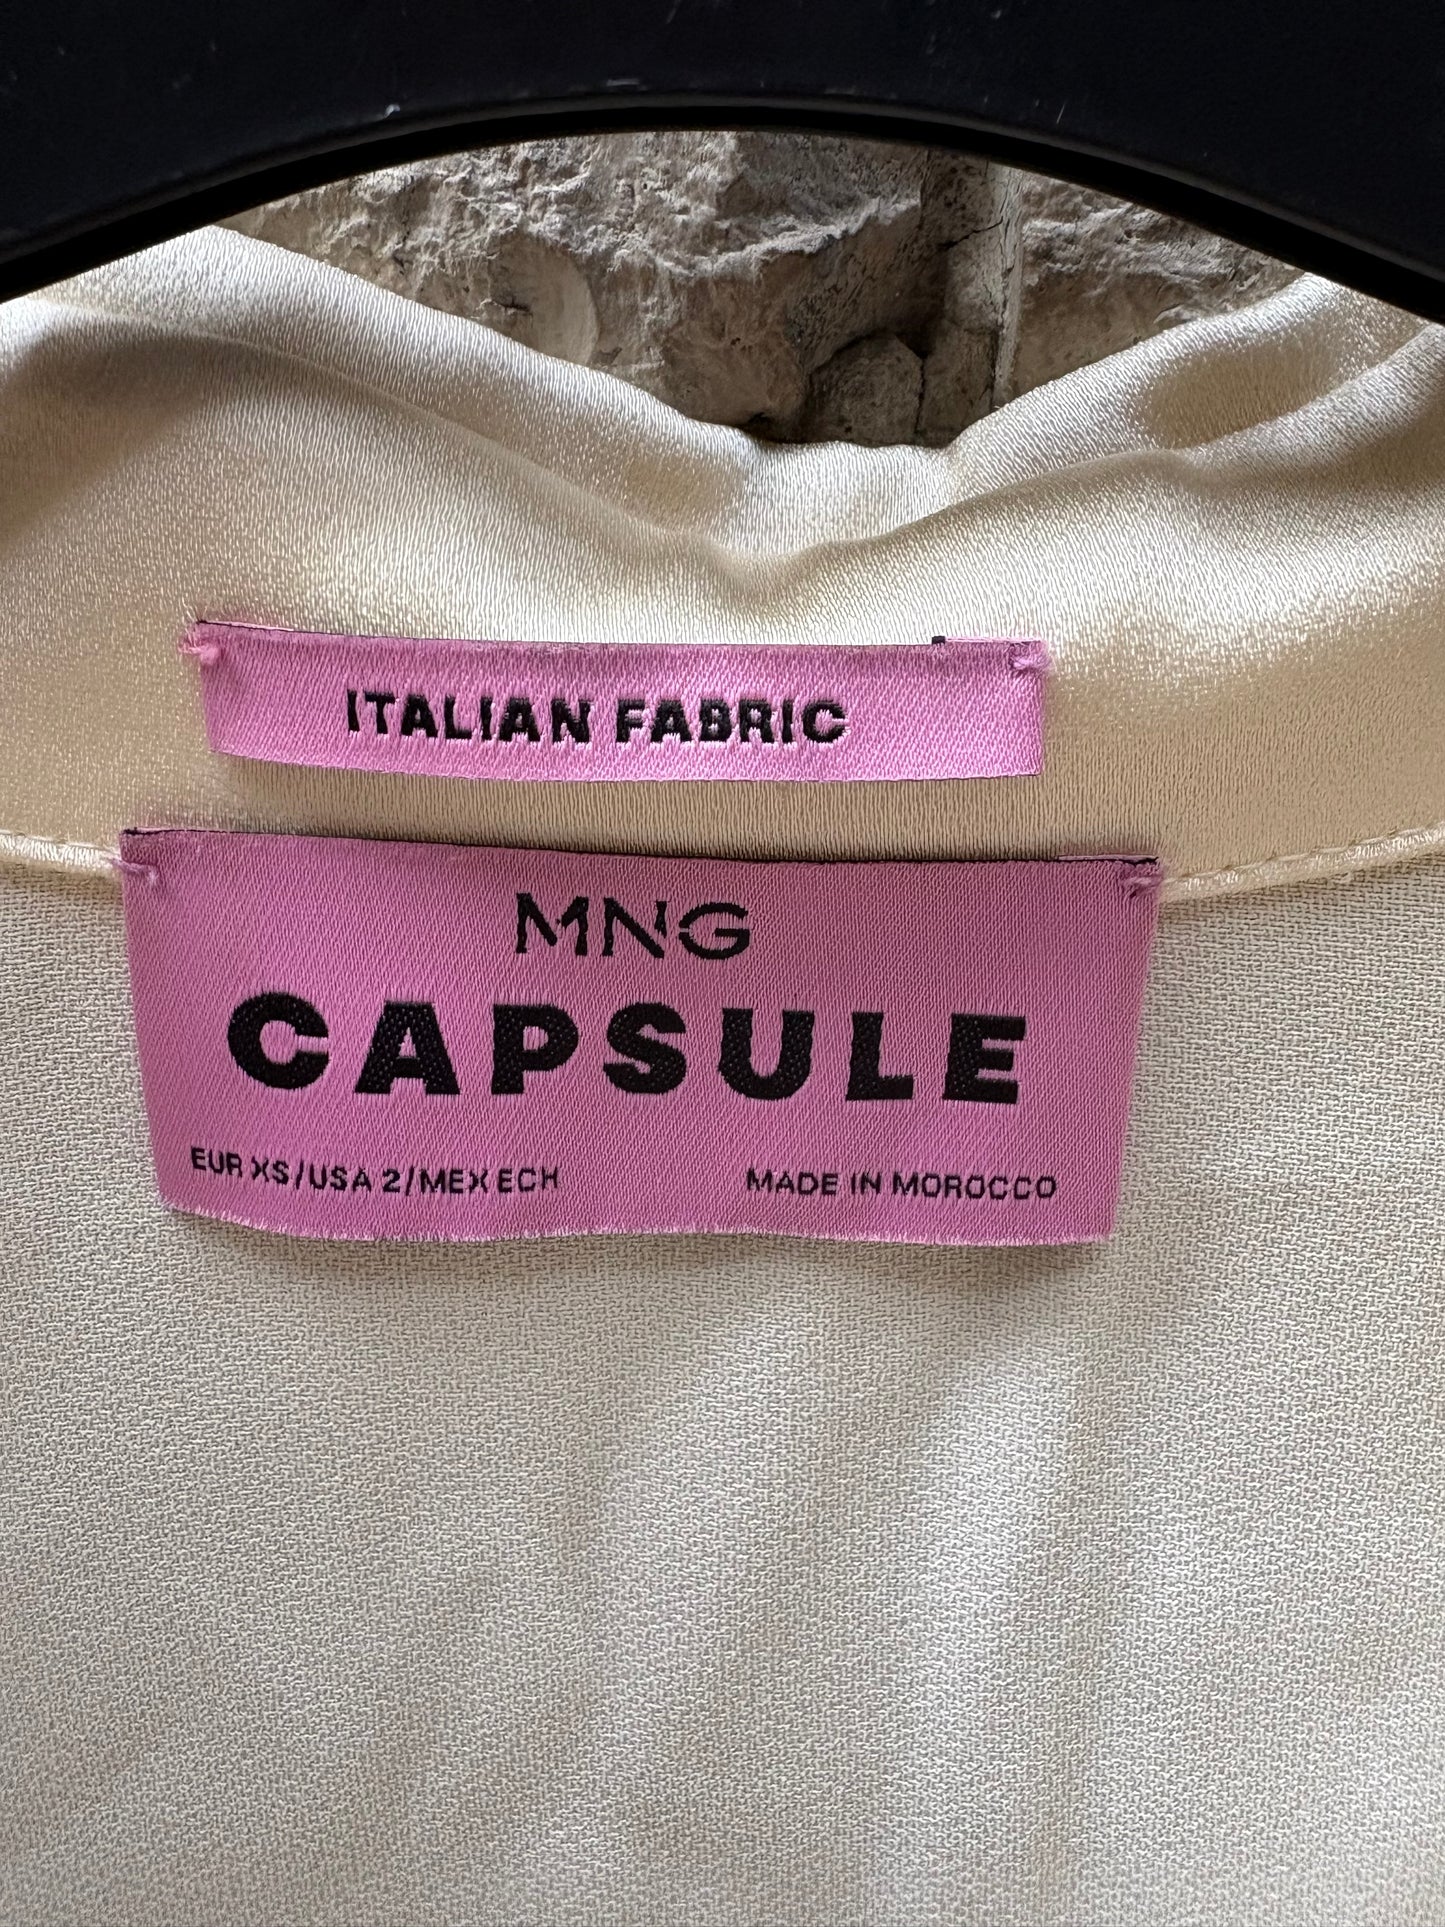 ITALIAN FABRIC
MNG
CAPSULE
EUR XS/USA 2/MEX ECH MADE IN MOROCCO